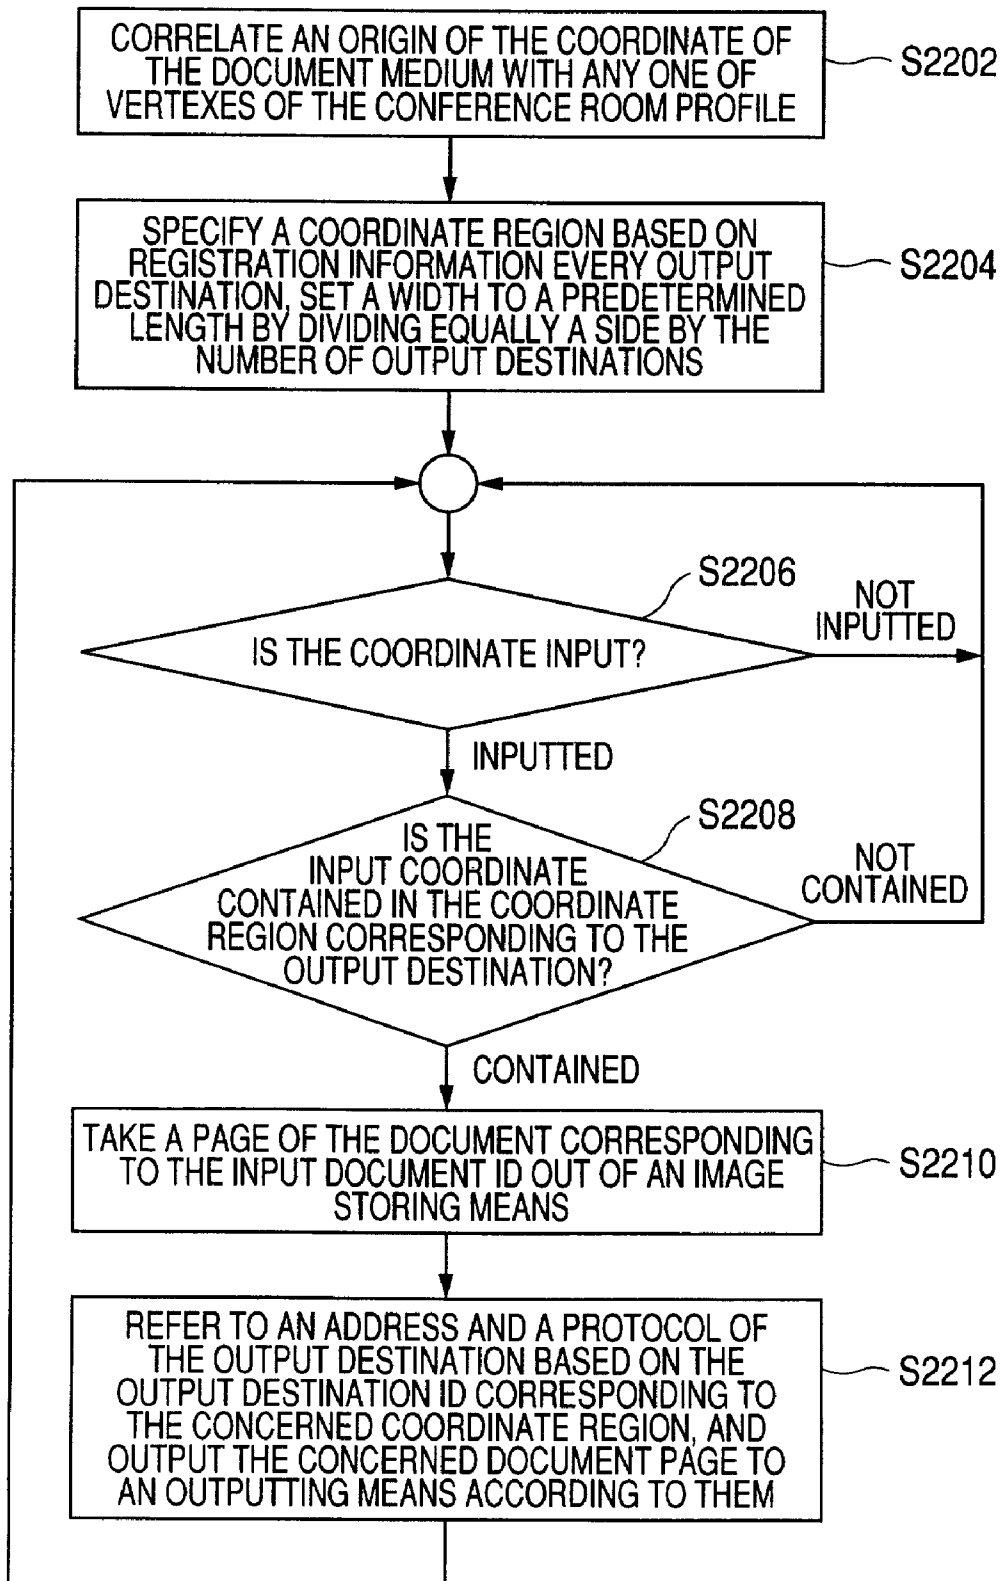 CORRELATE AN ORIGIN OF THE COORDINATE OF
THE DOCUMENT MEDIUM WITH ANY ONE OF
VERTEXES OF THE CONFERENCE ROOM PROFILE
S2202
SPECIFY A COORDINATE REGION BASED ON
REGISTRATION INFORMATION EVERY OUTPUT
DESTINATION, SET A WIDTH TO A PREDETERMINED
LENGTH BY DIVIDING EQUALLY A SIDE BY THE
NUMBER OF OUTPUT DESTINATIONS
S2204
S2206
IS THE COORDINATE INPUT?
NOT
INPUTTED
INPUTTED
S2208
IS THE
INPUT COORDINATE
CONTAINED IN THE COORDINATE
REGION CORRESPONDING TO THE
OUTPUT DESTINATION?
NOT
CONTAINED
CONTAINED
TAKE A PAGE OF THE DOCUMENT CORRESPONDING
TO THE INPUT DOCUMENT ID OUT OF AN IMAGE
STORING MEANS
S2210
REFER TO AN ADDRESS AND A PROTOCOL OF
THE OUTPUT DESTINATION BASED ON THE
OUTPUT DESTINATION ID CORRESPONDING TO
THE CONCERNED COORDINATE REGION, AND
OUTPUT THE CONCERNED DOCUMENT PAGE TO
AN OUTPUTTING MEANS ACCORDING TO THEM
S2212